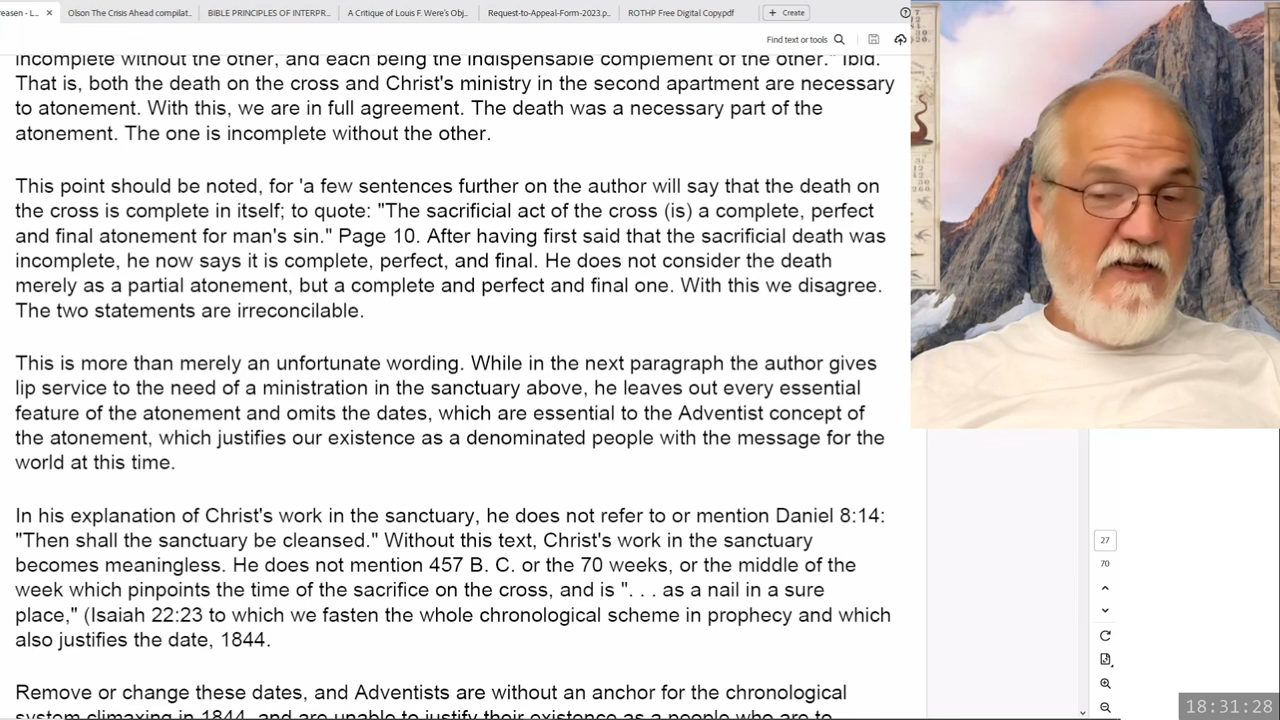 reasen - L...
Olson The Crisis Ahead compilat...
BIBLE PRINCIPLES OF INTERPR...
A Critique of Louis F. Were's Obj...
Request-to-Appeal-Form-2023.p...
ROTHP Free Digital Copy.pdf
+ Create
Find text or tools
incomplete without the other, and each being the indispensable complement of the other." Ibid.
That is, both the death on the cross and Christ's ministry in the second apartment are necessary
to atonement. With this, we are in full agreement. The death was a necessary part of the
atonement. The one is incomplete without the other.
This point should be noted, for 'a few sentences further on the author will say that the death on
the cross is complete in itself; to quote: "The sacrificial act of the cross (is) a complete, perfect
and final atonement for man's sin." Page 10. After having first said that the sacrificial death was
incomplete, he now says it is complete, perfect, and final. He does not consider the death
merely as a partial atonement, but a complete and perfect and final one. With this we disagree.
The two statements are irreconcilable.
This is more than merely an unfortunate wording. While in the next paragraph the author gives
lip service to the need of a ministration in the sanctuary above, he leaves out every essential
feature of the atonement and omits the dates, which are essential to the Adventist concept of
the atonement, which justifies our existence as a denominated people with the message for the
world at this time.
In his explanation of Christ's work in the sanctuary, he does not refer to or mention Daniel 8:14:
"Then shall the sanctuary be cleansed." Without this text, Christ's work in the sanctuary
becomes meaningless. He does not mention 457 B. C. or the 70 weeks, or the middle of the
week which pinpoints the time of the sacrifice on the cross, and is ". . . as a nail in a sure
place," (Isaiah 22:23 to which we fasten the whole chronological scheme in prophecy and which
also justifies the date, 1844.
Remove or change these dates, and Adventists are without an anchor for the chronological
system climaxing in 1844, and are unable to justify their existence as a people who are to
27
70
18:31:28